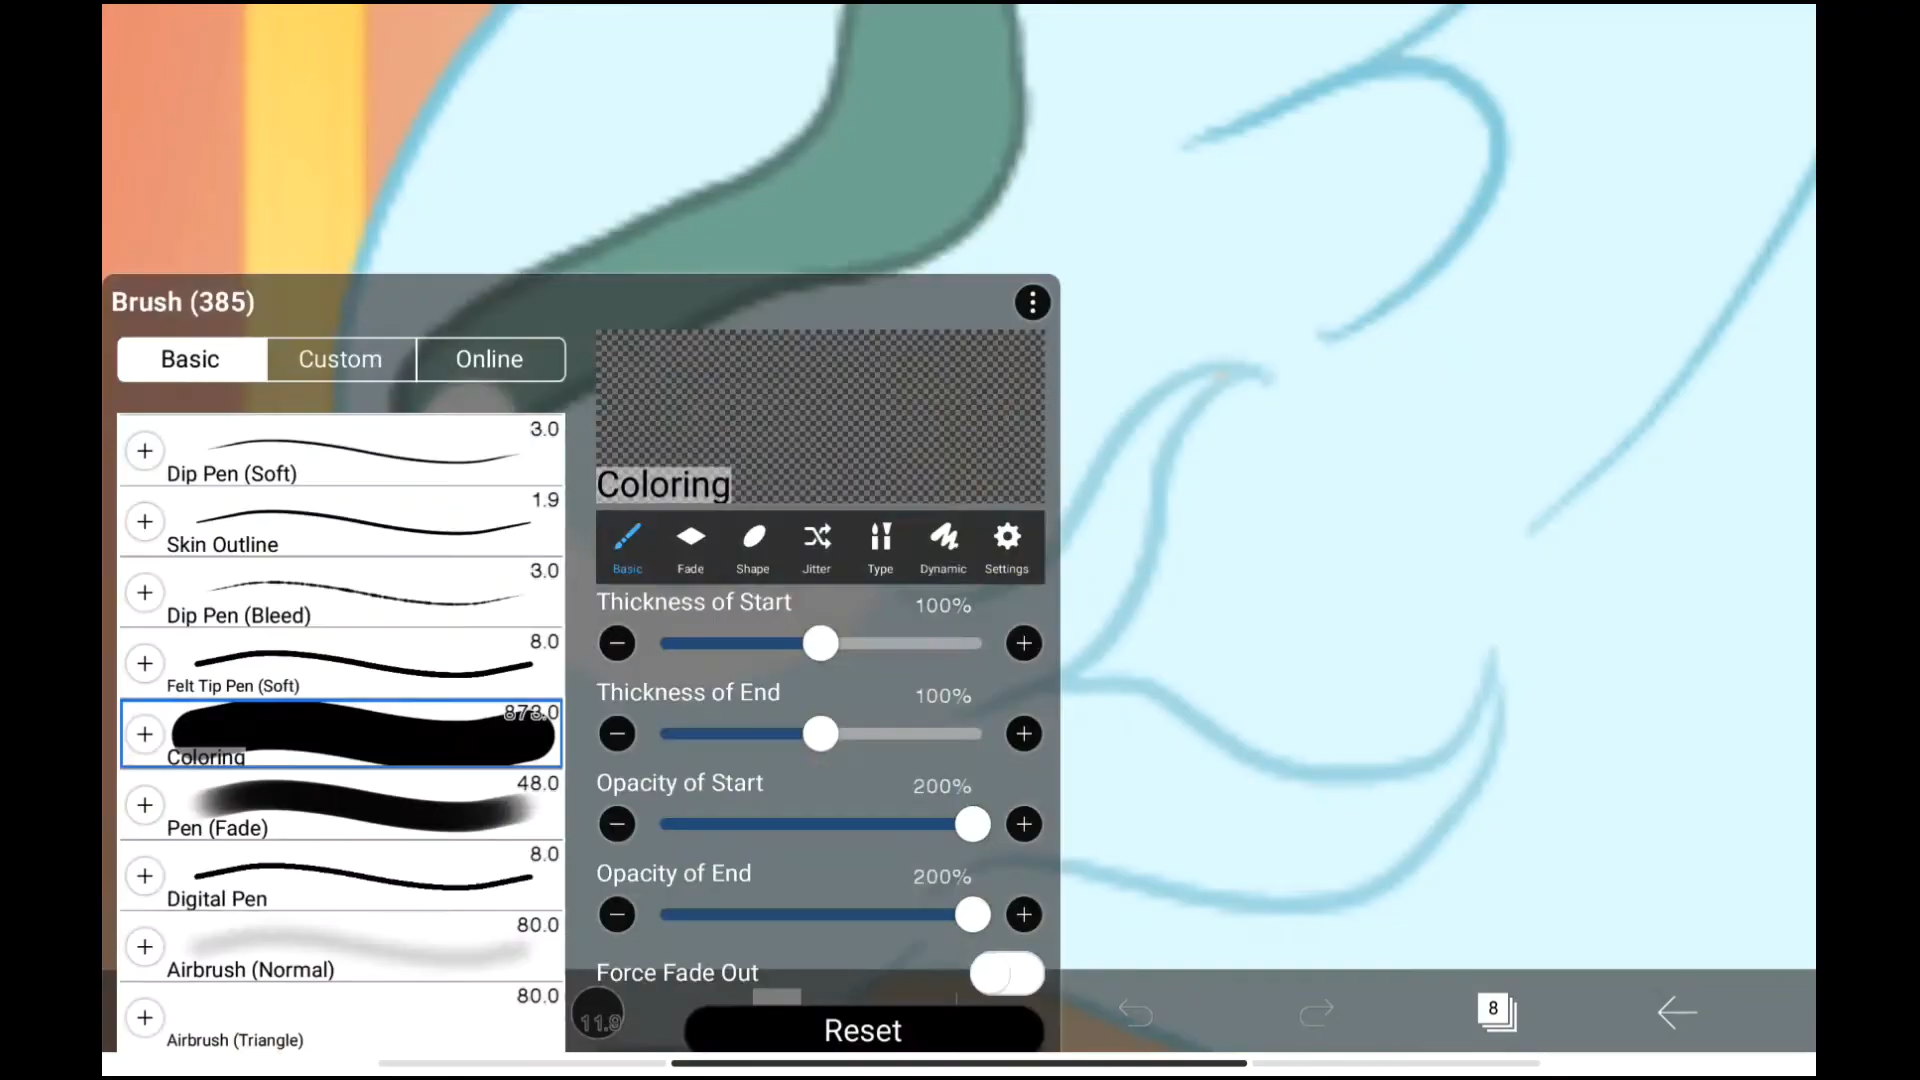 Brush (385)
Basic Custom Online
3.0
Dip Pen (Soft)
1.9
Skin Outline
3.0
Dip Pen (Bleed)
8.0
Felt Tip Pen (Soft)
873.0
Coloring
48.0
Pen (Fade)
8.0
Digital Pen
80.0
Airbrush (Normal)
80.0
Airbrush (Triangle)
Coloring
Basic Fade Shape Jitter Type Dynamic Settings
Thickness of Start 100%
Thickness of End 100%
Opacity of Start 200%
Opacity of End 200%
Force Fade Out
Reset
11.9
8